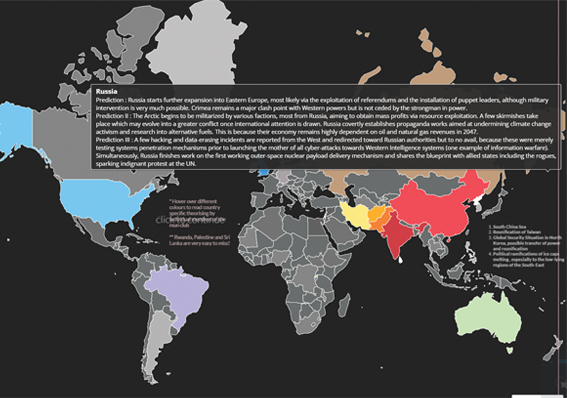 Russia
Prediction : Russia starts further expansion into Eastern Europe, most likely via the exploitation of referendums and the installation of puppet leaders, although military
intervention is very much possible. Crimea remains a major clash point with Western powers but is not ceded by the strongman in power.
Prediction II : The Arctic begins to be militarized by various factions, most from Russia, aiming to obtain mass profits via resource exploitation. A few skirmishes take
place which may evolve into a greater conflict once international attention is drawn. Russia covertly establishes propaganda works aimed at undermining climate change
activism and research into alternative fuels. This is because their economy remains highly dependent on oil and natural gas revenues in 2047.
Prediction III : A few hacking and data-erasing incidents are reported from the West and redirected toward Russian authorities but to no avail, because these were merely
testing systems penetration mechanisms prior to launching the mother of all cyber-attacks towards Western Intelligence systems (one example of information warfare).
Simultaneously, Russia finishes work on the first working outer-space nuclear payload delivery mechanism and shares the blueprint with allied states including the rogues,
sparking indignant protest at the UN.
* Hover over different
colours to read country
specific theorising by
click continue
** Rwanda, Palestine and Sri
Lanka are very easy to miss!
1. South China Sea
2. Reunification of Taiwan
3. Global Security Situation in North
Korea, possible transfer of power
and reunification
4. Political ramifications of ice caps
melting , especially to the low-lying
regions of the South-East